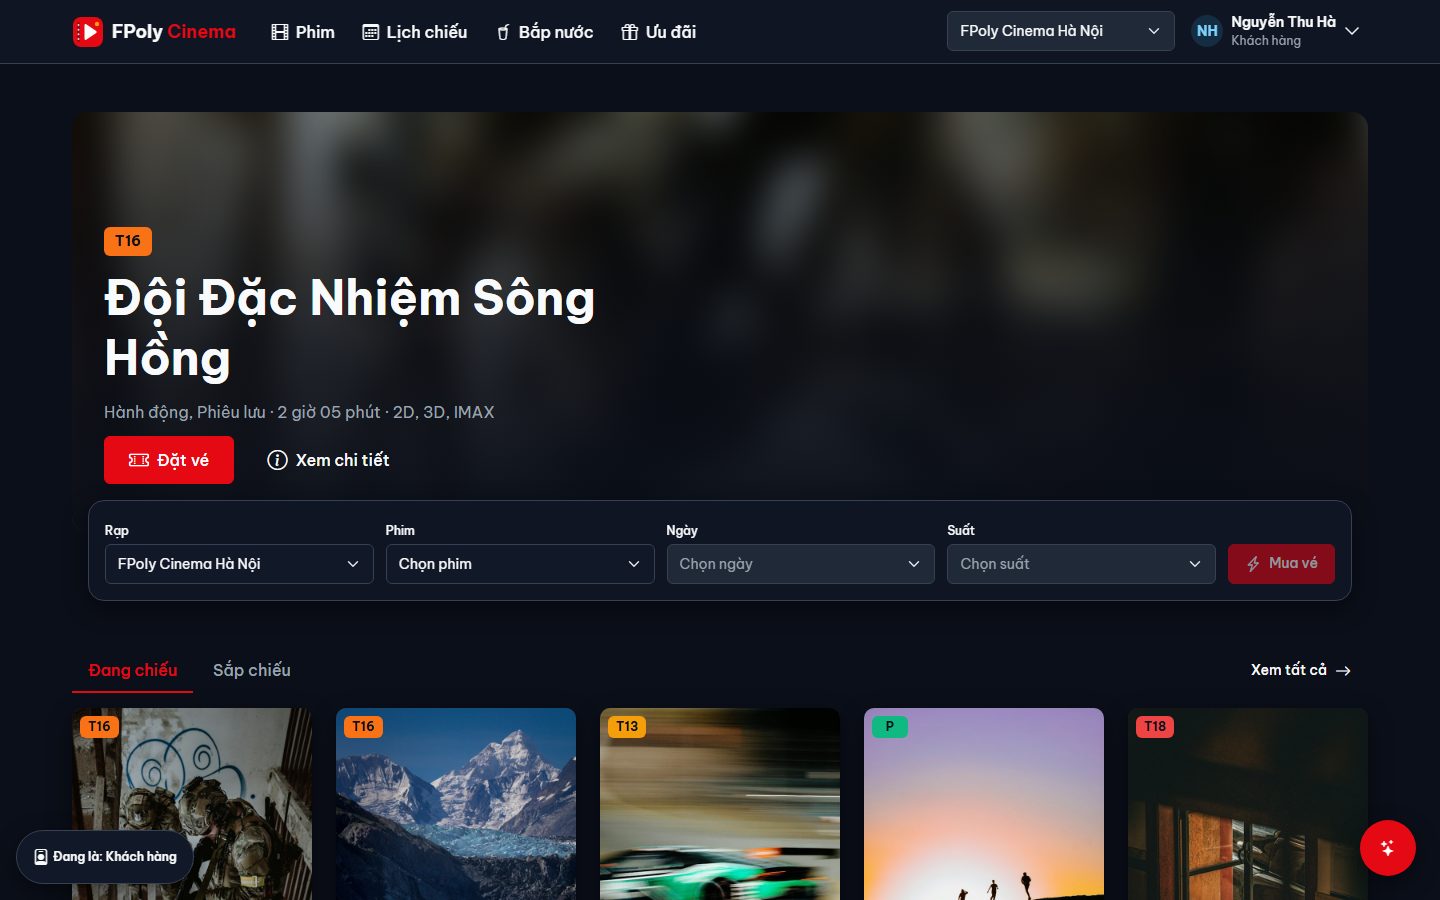 FPoly Cinema
Phim
Lịch chiếu
Bắp nước
Ưu đãi
FPoly Cinema Hà Nội
NH
Nguyễn Thu Hà
Khách hàng
T16
Đội Đặc Nhiệm Sông
Hồng
Hành động, Phiêu lưu · 2 giờ 05 phút · 2D, 3D, IMAX
Đặt vé
Xem chi tiết
Rạp
Phim
Ngày
Suất
FPoly Cinema Hà Nội
Chọn phim
Chọn ngày
Chọn suất
Mua vé
Đang chiếu
Sắp chiếu
Xem tất cả
T16
T16
T13
P
T18
Đang là: Khách hàng